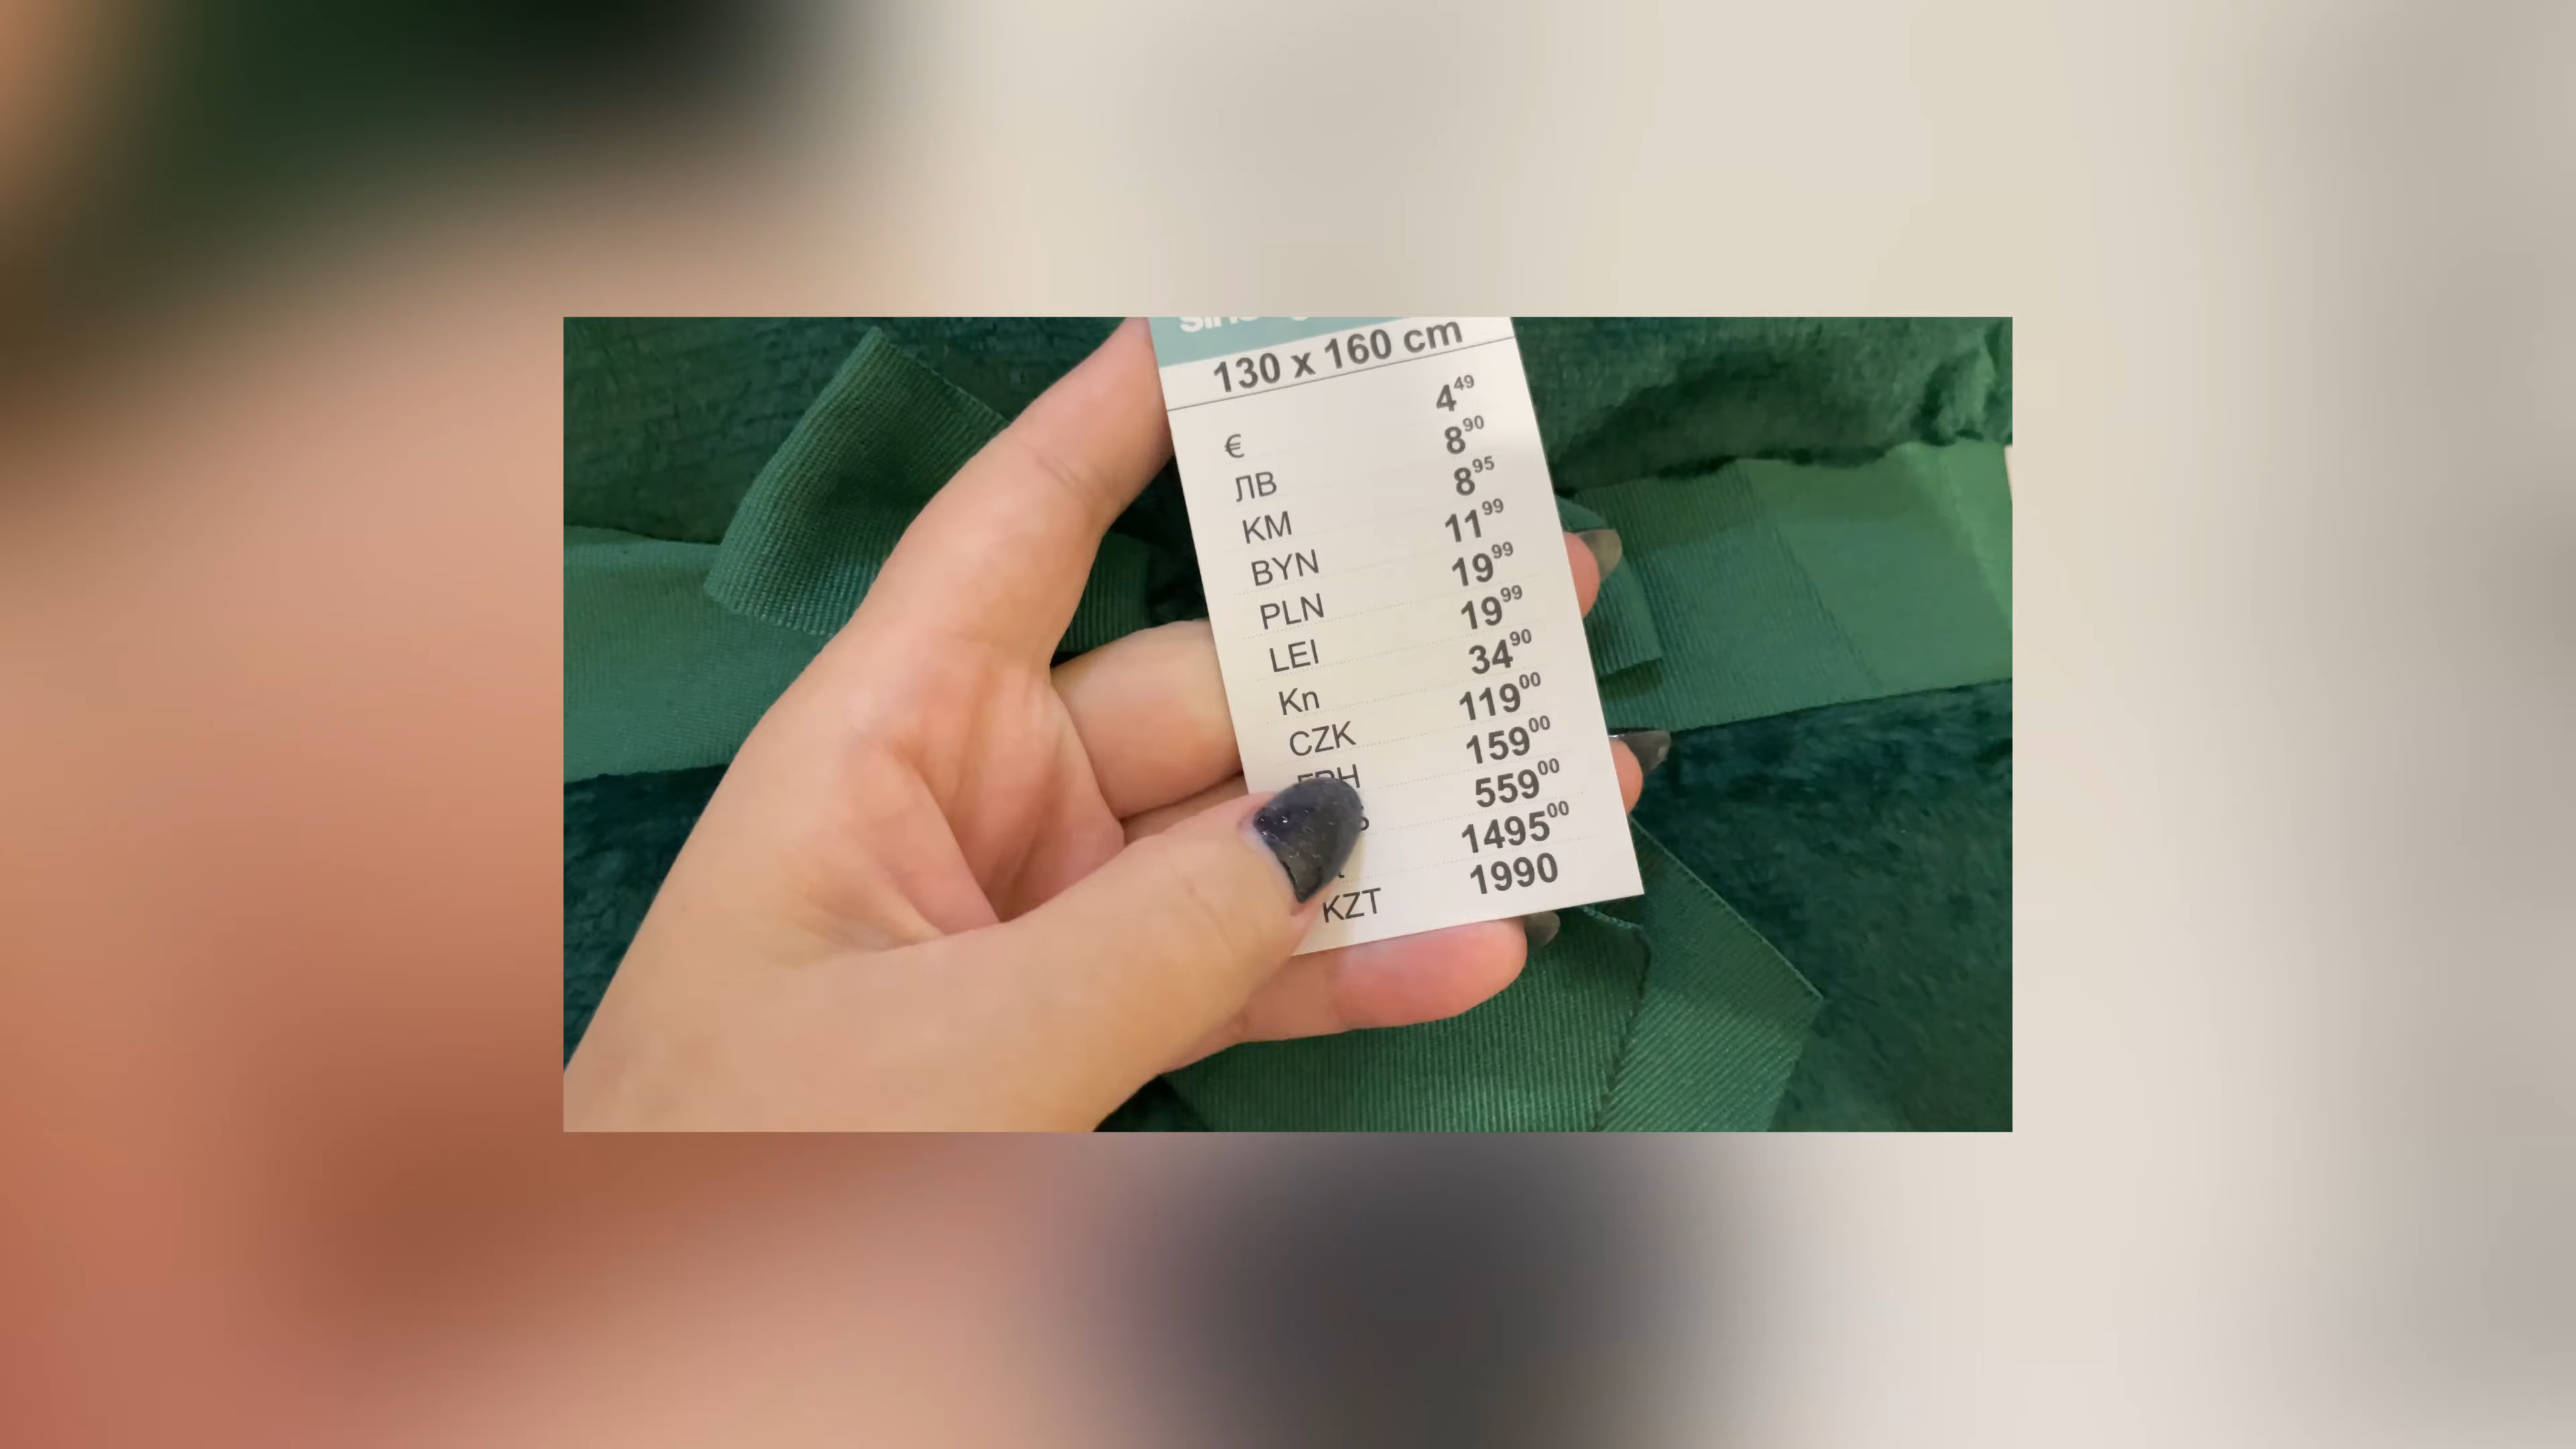 130 x 160 cm
€ 4⁴⁹
ЛВ 8⁹⁰
KM 8⁹⁵
BYN 11⁹⁹
PLN 19⁹⁹
LEI 19⁹⁹
Kn 34⁹⁰
CZK 119⁰⁰
ГРН 159⁰⁰
559⁰⁰
1495⁰⁰
KZT 1990